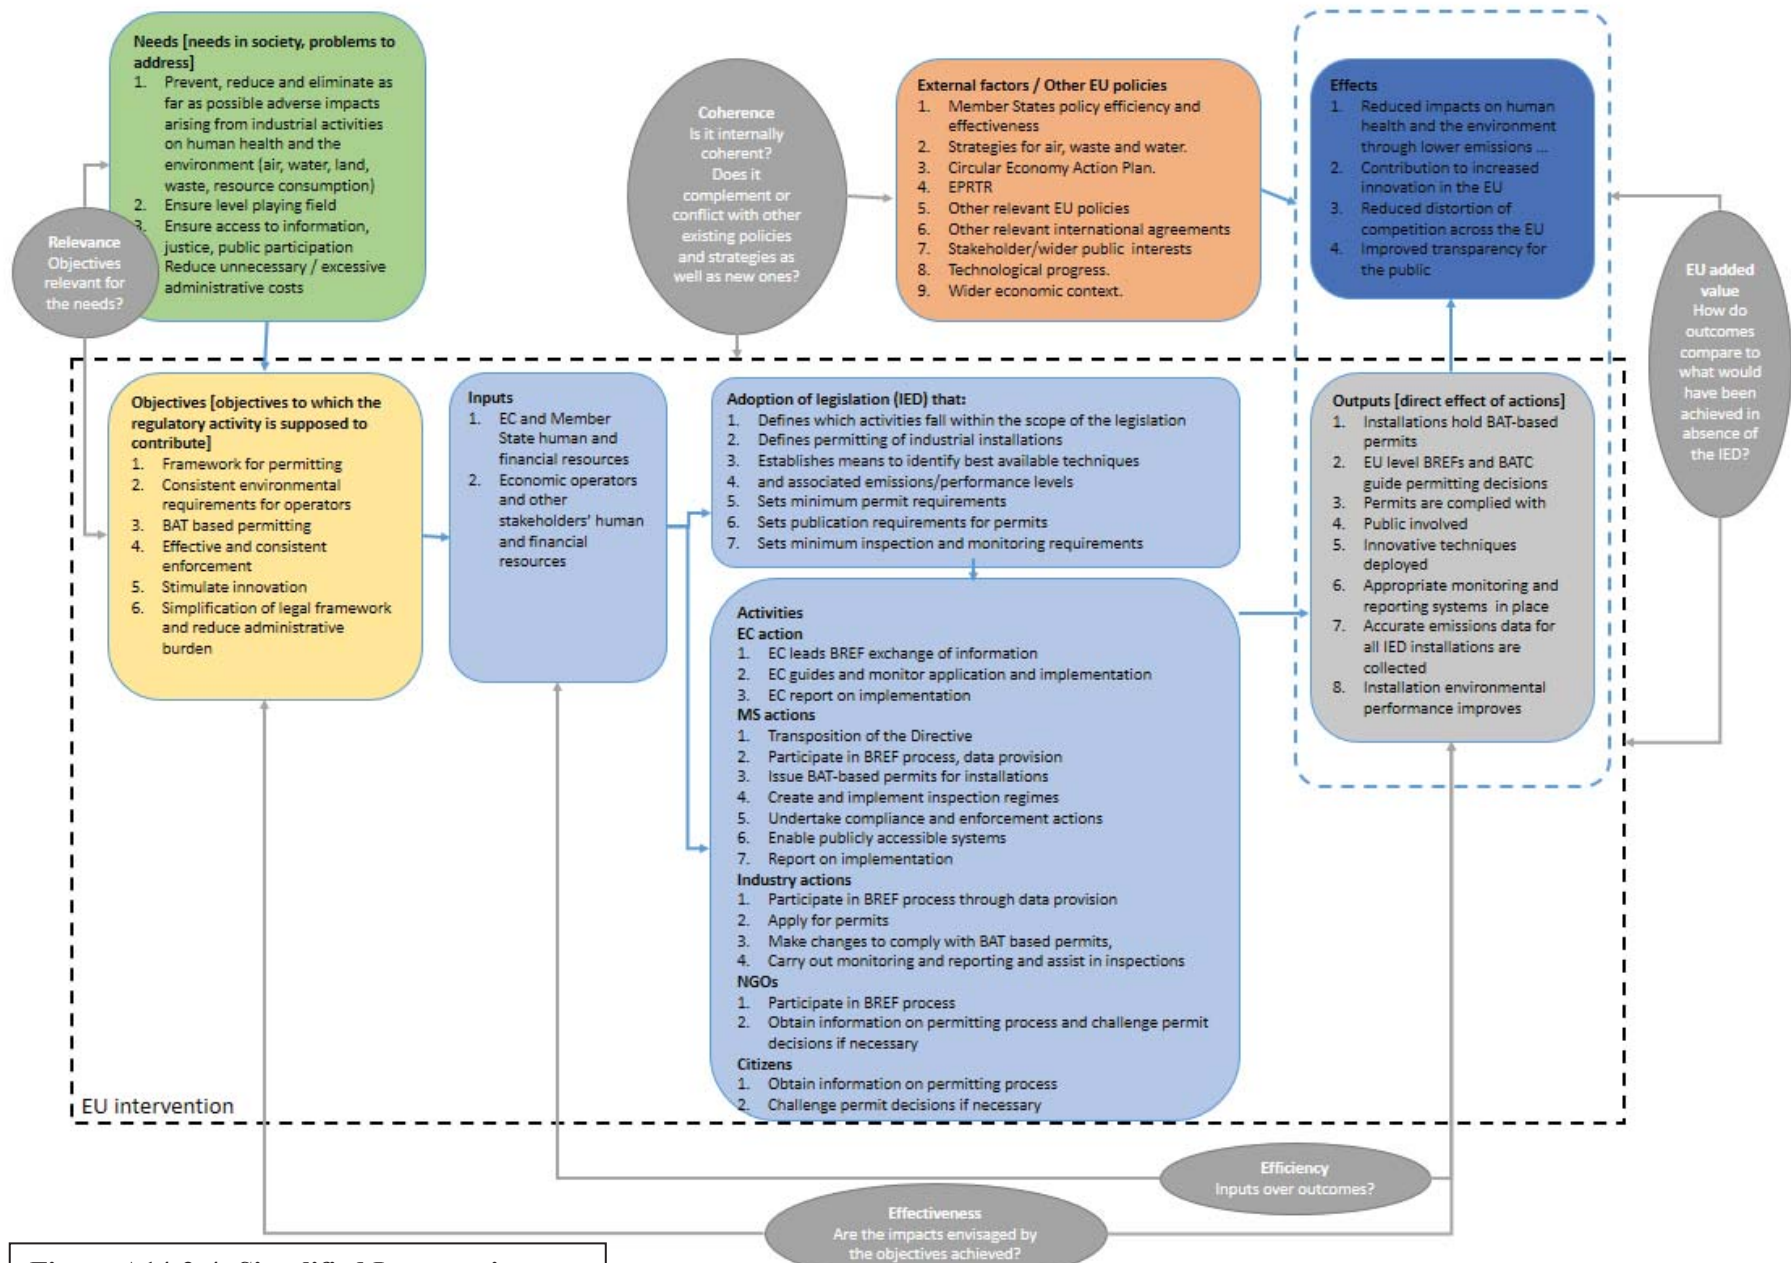 Needs [needs in society, problems to
address]
1. Prevent, reduce and eliminate as
far as possible adverse impacts
arising from industrial activities
on human health and the
environment (air, water, land,
waste, resource consumption)
2. Ensure level playing field
3. Ensure access to information,
justice, public participation
Reduce unnecessary / excessive
administrative costs
Relevance
Objectives
relevant for
the needs?
Coherence
Is it internally
coherent?
Does it
complement or
conflict with other
existing policies
and strategies as
well as new ones?
External factors / Other EU policies
1. Member States policy efficiency and
effectiveness
2. Strategies for air, waste and water.
3. Circular Economy Action Plan.
4. EPRTR
5. Other relevant EU policies
6. Other relevant international agreements
7. Stakeholder/wider public interests
8. Technological progress.
9. Wider economic context.
Effects
1. Reduced impacts on human
health and the environment
through lower emissions ...
2. Contribution to increased
innovation in the EU
3. Reduced distortion of
competition across the EU
4. Improved transparency for
the public
EU added
value
How do
outcomes
compare to
what would
have been
achieved in
absence of
the IED?
Objectives [objectives to which the
regulatory activity is supposed to
contribute]
1. Framework for permitting
2. Consistent environmental
requirements for operators
3. BAT based permitting
4. Effective and consistent
enforcement
5. Stimulate innovation
6. Simplification of legal framework
and reduce administrative
burden
Inputs
1. EC and Member
State human and
financial resources
2. Economic operators
and other
stakeholders' human
and financial
resources
Adoption of legislation (IED) that:
1. Defines which activities fall within the scope of the legislation
2. Defines permitting of industrial installations
3. Establishes means to identify best available techniques
4. and associated emissions/performance levels
5. Sets minimum permit requirements
6. Sets publication requirements for permits
7. Sets minimum inspection and monitoring requirements
Activities
EC action
1. EC leads BREF exchange of information
2. EC guides and monitor application and implementation
3. EC report on implementation
MS actions
1. Transposition of the Directive
2. Participate in BREF process, data provision
3. Issue BAT-based permits for installations
4. Create and implement inspection regimes
5. Undertake compliance and enforcement actions
6. Enable publicly accessible systems
7. Report on implementation
Industry actions
1. Participate in BREF process through data provision
2. Apply for permits
3. Make changes to comply with BAT based permits,
4. Carry out monitoring and reporting and assist in inspections
NGOs
1. Participate in BREF process
2. Obtain information on permitting process and challenge permit
decisions if necessary
Citizens
1. Obtain information on permitting process
2. Challenge permit decisions if necessary
Outputs [direct effect of actions]
1. Installations hold BAT-based
permits
2. EU level BREFs and BATC
guide permitting decisions
3. Permits are complied with
4. Public involved
5. Innovative techniques
deployed
6. Appropriate monitoring and
reporting systems in place
7. Accurate emissions data for
all IED installations are
collected
8. Installation environmental
performance improves
EU intervention
Efficiency
Inputs over outcomes?
Effectiveness
Are the impacts envisaged by
the objectives achieved?